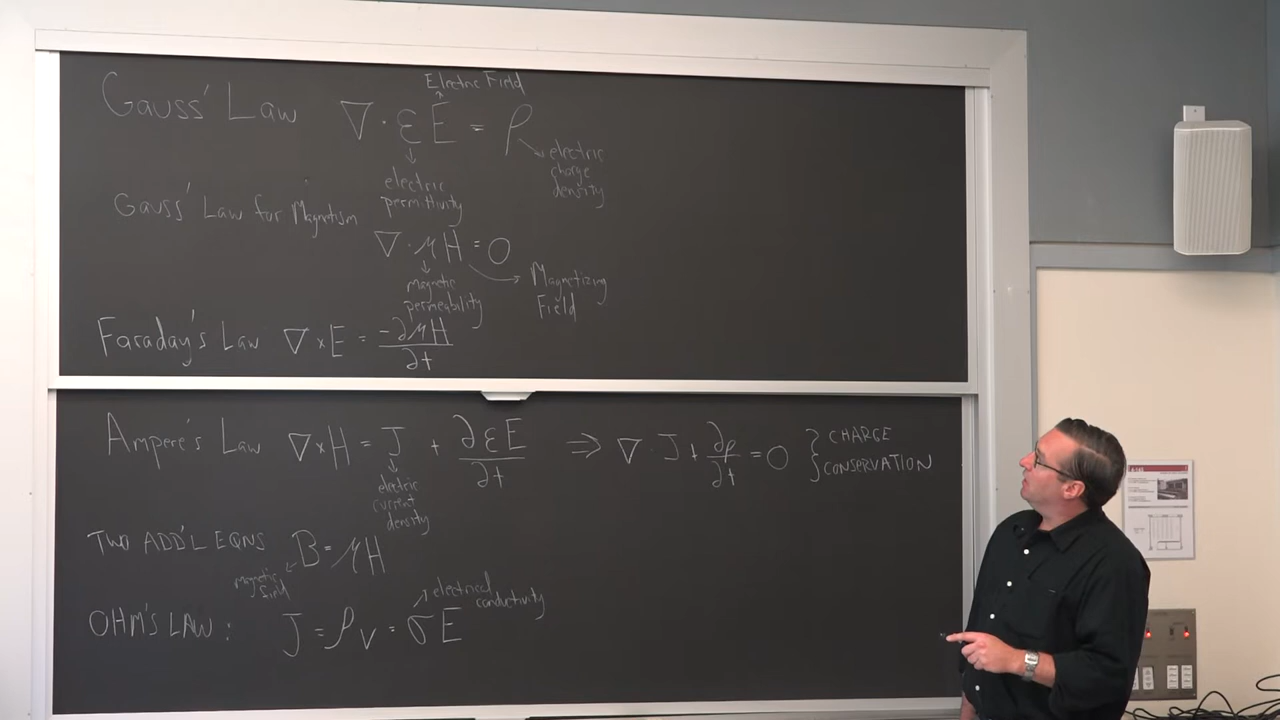 Electric Field
Gauss' Law ∇ · εE = ρ
electric charge density
electric permittivity
Gauss' Law for Magnetism
∇ · μH = 0
magnetic permeability
Magnetizing Field
Faraday's Law ∇ × E = -∂μH/∂t
Ampere's Law ∇ × H = J + ∂εE/∂t ⇒ ∇ · J + ∂ρ/∂t = 0 } CHARGE CONSERVATION
electric current density
TWO ADD'L EQNS B = μH
magnetic field
electrical conductivity
OHM'S LAW: J = ρv = σE